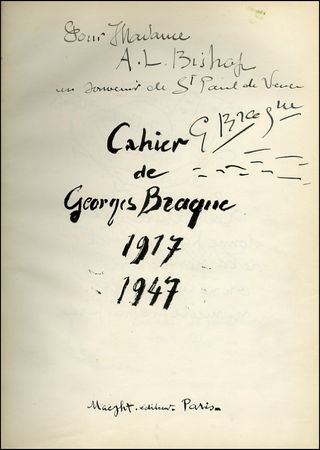 Pour Madame
A. L. Bishop
un souvenir de St Paul de Vence
G Braque
Cahier
de
Georges Braque
1917
1947
Maeght. éditeur. Paris.